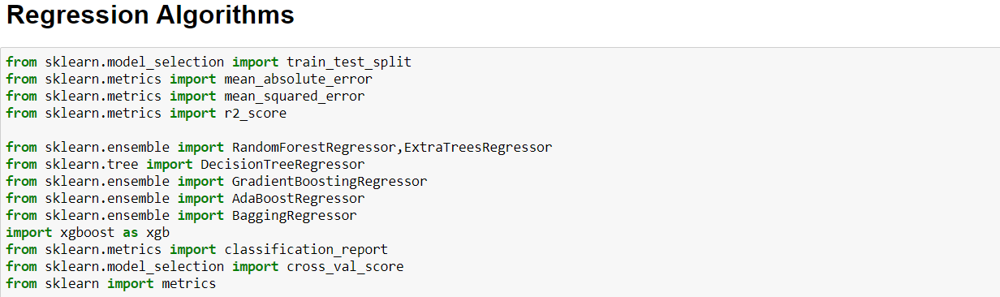 Regression Algorithms
from sklearn.model_selection import train_test_split
from sklearn.metrics import mean_absolute_error
from sklearn.metrics import mean_squared_error
from sklearn.metrics import r2_score
from sklearn.ensemble import RandomForestRegressor,ExtraTreesRegressor
from sklearn.tree import DecisionTreeRegressor
from sklearn.ensemble import GradientBoostingRegressor
from sklearn.ensemble import AdaBoostRegressor
from sklearn.ensemble import BaggingRegressor
import xgboost as xgb
from sklearn.metrics import classification_report
from sklearn.model_selection import cross_val_score
from sklearn import metrics